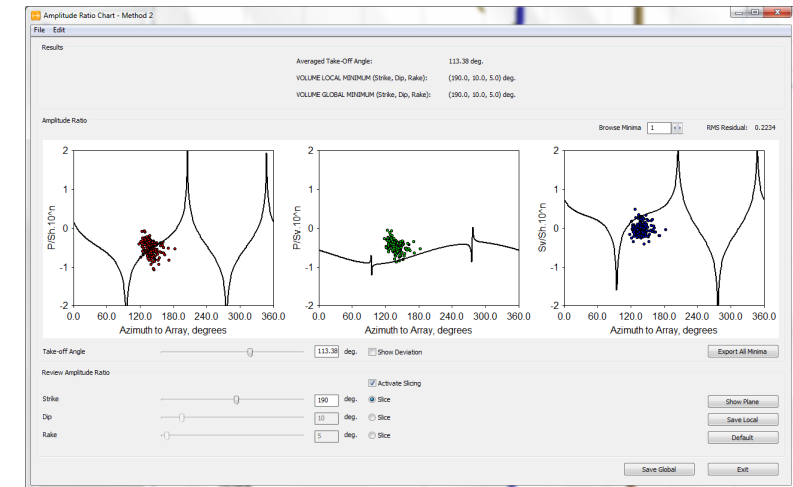 Amplitude Ratio Chart - Method 2
File Edit
Results
Averaged Take-Off Angle: 113.38 deg.
VOLUME LOCAL MINIMUM (Strike, Dip, Rake): (190.0, 10.0, 5.0) deg.
VOLUME GLOBAL MINIMUM (Strike, Dip, Rake): (190.0, 10.0, 5.0) deg.
Amplitude Ratio
Browse Minima 1 RMS Residual: 0.2234
2 2 2
1 1 1
0 0 0
-1 -1 -1
-2 -2 -2
P/Sh.10^n P/Sv.10^n Sv/Sh.10^n
0.0 60.0 120.0 180.0 240.0 300.0 360.0 0.0 60.0 120.0 180.0 240.0 300.0 360.0 0.0 60.0 120.0 180.0 240.0 300.0 360.0
Azimuth to Array, degrees Azimuth to Array, degrees Azimuth to Array, degrees
Take-off Angle 113.38 deg. Show Deviation Export All Minima
Review Amplitude Ratio
Activate Slicing
Strike 190 deg. Slice Show Plane
Dip 10 deg. Slice Save Local
Rake 5 deg. Slice Default
Save Global Exit